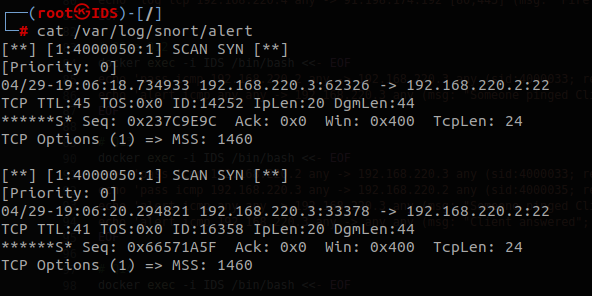 (root㉿IDS)-[/]
# cat /var/log/snort/alert
[**] [1:4000050:1] SCAN SYN [**]
[Priority: 0]
04/29-19:06:18.734933 192.168.220.3:62326 -> 192.168.220.2:22
TCP TTL:45 TOS:0x0 ID:14252 IpLen:20 DgmLen:44
******S* Seq: 0x237C9E9C  Ack: 0x0  Win: 0x400  TcpLen: 24
TCP Options (1) => MSS: 1460

[**] [1:4000050:1] SCAN SYN [**]
[Priority: 0]
04/29-19:06:20.294821 192.168.220.3:33378 -> 192.168.220.2:22
TCP TTL:41 TOS:0x0 ID:16358 IpLen:20 DgmLen:44
******S* Seq: 0x66571A5F  Ack: 0x0  Win: 0x400  TcpLen: 24
TCP Options (1) => MSS: 1460